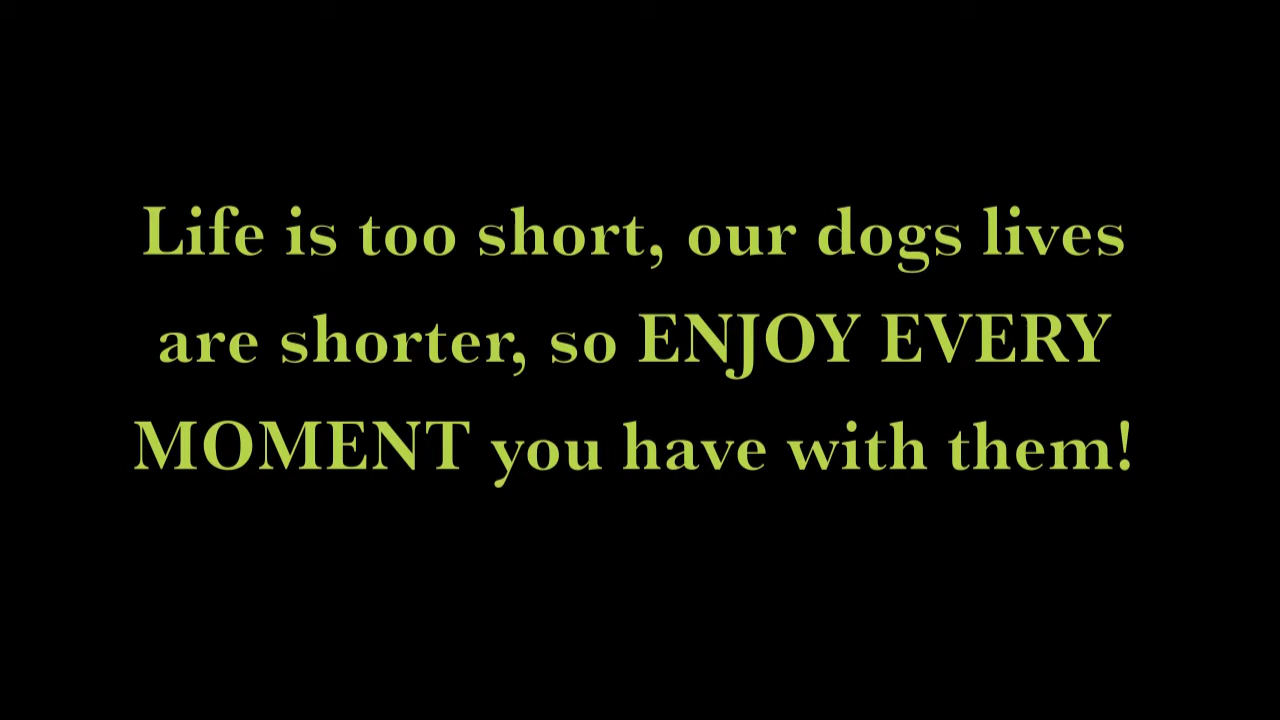 Life is too short, our dogs lives
are shorter, so ENJOY EVERY
MOMENT you have with them!